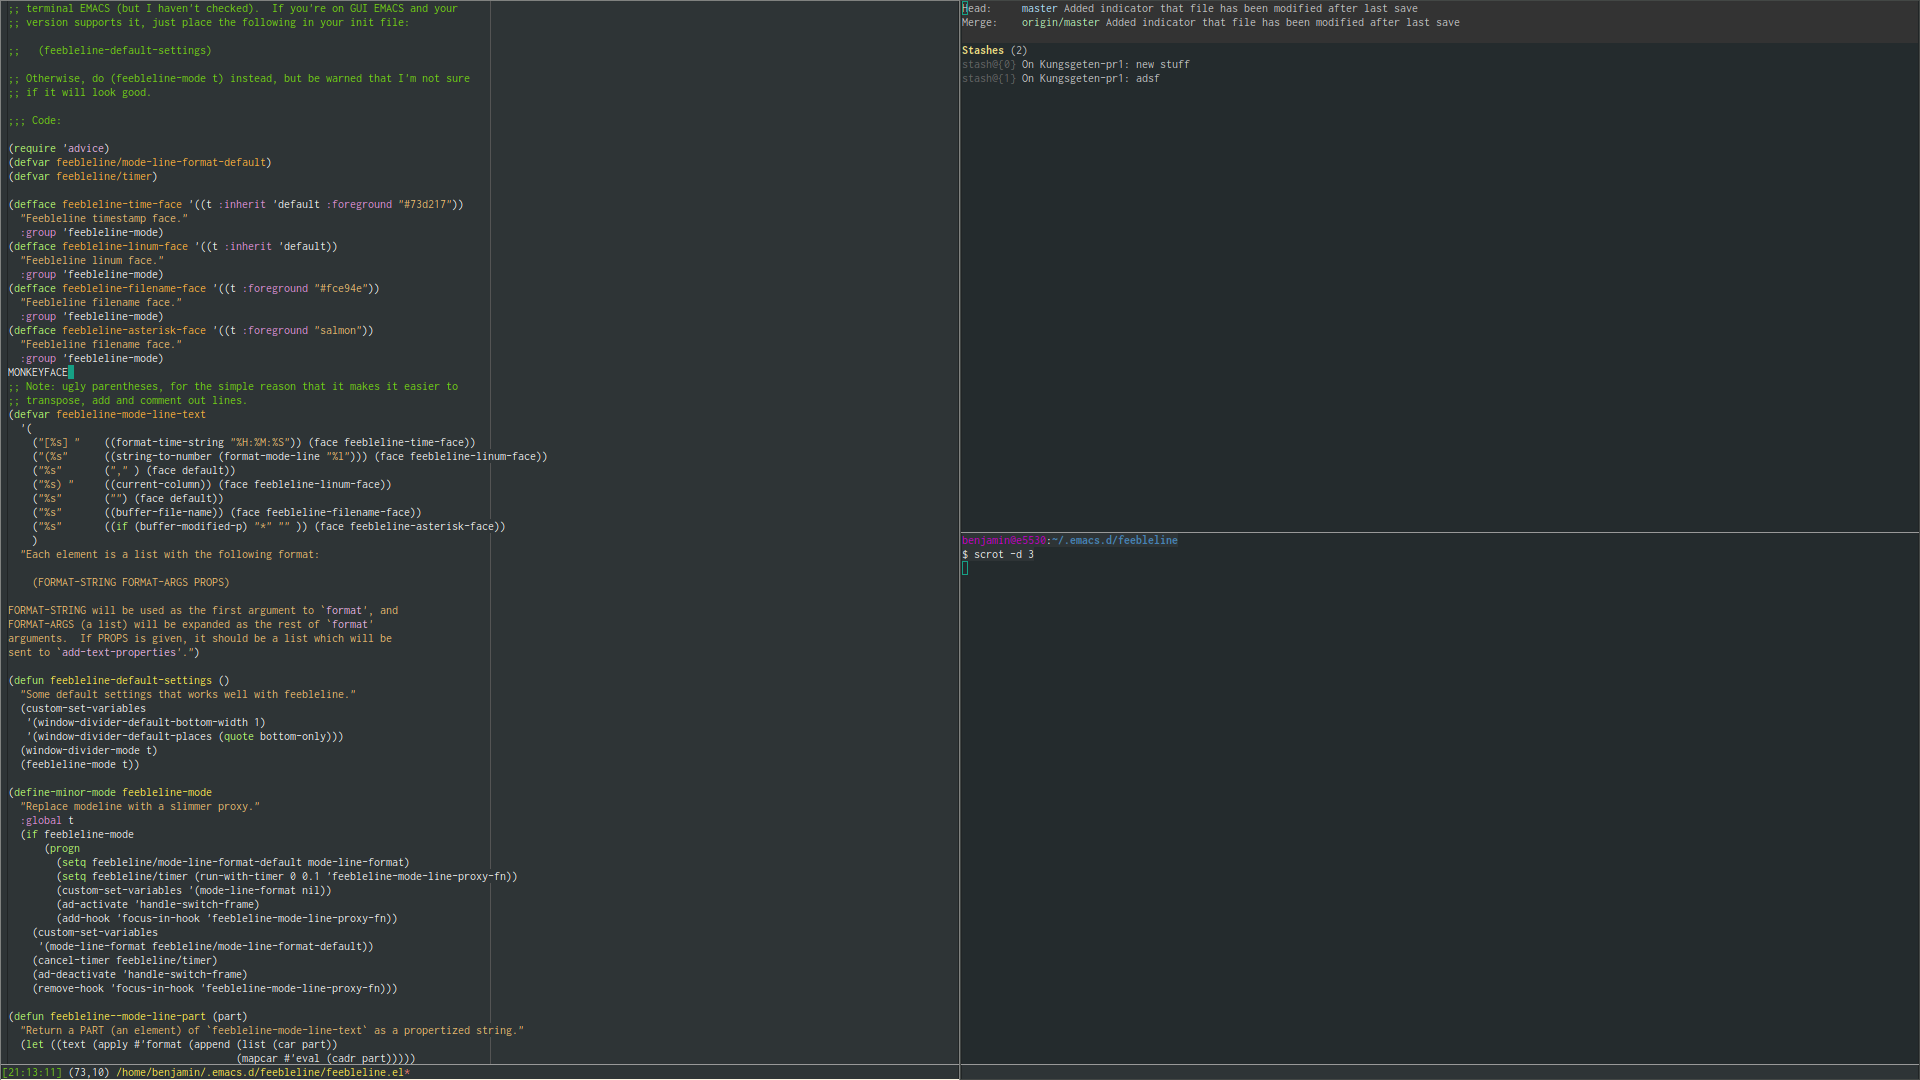 ;; terminal EMACS (but I haven't checked).  If you're on GUI EMACS and your
;; version supports it, just place the following in your init file:
;;   (feebleline-default-settings)
;; Otherwise, do (feebleline-mode t) instead, but be warned that I'm not sure
;; if it will look good.
;;; Code:
(require 'advice)
(defvar feebleline/mode-line-format-default)
(defvar feebleline/timer)
(defface feebleline-time-face '((t :inherit 'default :foreground "#73d217"))
  "Feebleline timestamp face."
  :group 'feebleline-mode)
(defface feebleline-linum-face '((t :inherit 'default))
  "Feebleline linum face."
  :group 'feebleline-mode)
(defface feebleline-filename-face '((t :foreground "#fce94e"))
  "Feebleline filename face."
  :group 'feebleline-mode)
(defface feebleline-asterisk-face '((t :foreground "salmon"))
  "Feebleline filename face."
  :group 'feebleline-mode)
MONKEYFACE
;; Note: ugly parentheses, for the simple reason that it makes it easier to
;; transpose, add and comment out lines.
(defvar feebleline-mode-line-text
  '(
    ("[%s] "    ((format-time-string "%H:%M:%S")) (face feebleline-time-face))
    ("(%s"      ((string-to-number (format-mode-line "%l"))) (face feebleline-linum-face))
    ("%s"       ("," ) (face default))
    ("%s) "     ((current-column)) (face feebleline-linum-face))
    ("%s"       ("") (face default))
    ("%s"       ((buffer-file-name)) (face feebleline-filename-face))
    ("%s"       ((if (buffer-modified-p) "*" "" )) (face feebleline-asterisk-face))
    )
  "Each element is a list with the following format:
    (FORMAT-STRING FORMAT-ARGS PROPS)
FORMAT-STRING will be used as the first argument to `format', and
FORMAT-ARGS (a list) will be expanded as the rest of `format'
arguments.  If PROPS is given, it should be a list which will be
sent to `add-text-properties'.")
(defun feebleline-default-settings ()
  "Some default settings that works well with feebleline."
  (custom-set-variables
   '(window-divider-default-bottom-width 1)
   '(window-divider-default-places (quote bottom-only)))
  (window-divider-mode t)
  (feebleline-mode t))
(define-minor-mode feebleline-mode
  "Replace modeline with a slimmer proxy."
  :global t
  (if feebleline-mode
      (progn
        (setq feebleline/mode-line-format-default mode-line-format)
        (setq feebleline/timer (run-with-timer 0 0.1 'feebleline-mode-line-proxy-fn))
        (custom-set-variables '(mode-line-format nil))
        (ad-activate 'handle-switch-frame)
        (add-hook 'focus-in-hook 'feebleline-mode-line-proxy-fn))
    (custom-set-variables
     '(mode-line-format feebleline/mode-line-format-default))
    (cancel-timer feebleline/timer)
    (ad-deactivate 'handle-switch-frame)
    (remove-hook 'focus-in-hook 'feebleline-mode-line-proxy-fn)))
(defun feebleline--mode-line-part (part)
  "Return a PART (an element) of `feebleline-mode-line-text` as a propertized string."
  (let ((text (apply #'format (append (list (car part))
                                      (mapcar #'eval (cadr part)))))
[21:13:11] (73,10) /home/benjamin/.emacs.d/feebleline/feebleline.el*
Head:     master Added indicator that file has been modified after last save
Merge:    origin/master Added indicator that file has been modified after last save
Stashes (2)
stash@{0} On Kungsgeten-pr1: new stuff
stash@{1} On Kungsgeten-pr1: adsf
benjamin@e5530:~/.emacs.d/feebleline
$ scrot -d 3